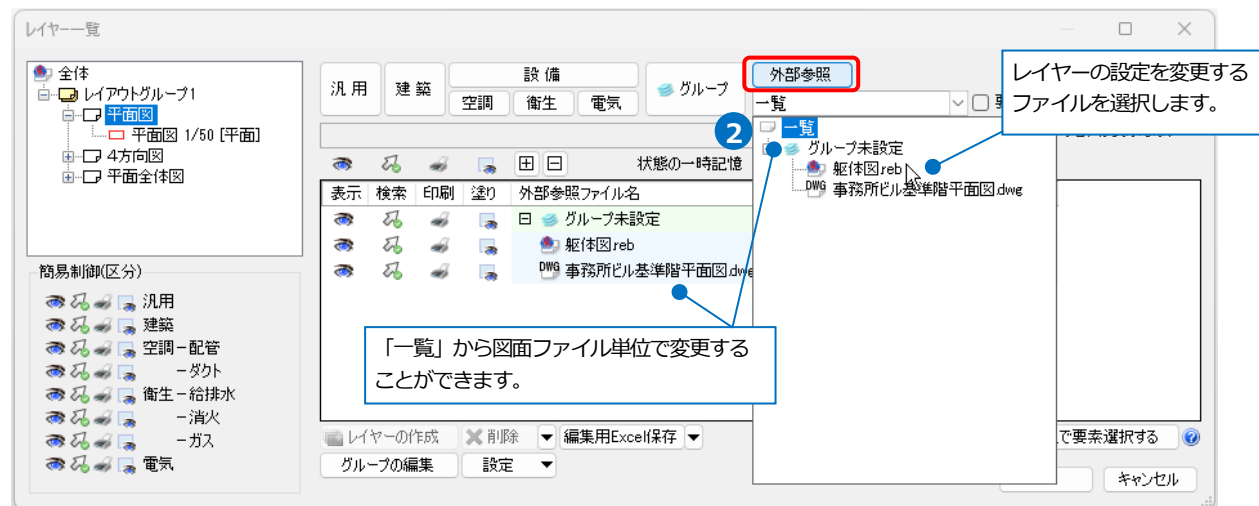 レイヤー一覧
全体
レイアウトグループ1
平面図
平面図 1/50 [平面]
4方向図
平面全体図
汎用
建築
設備
空調
衛生
電気
グループ
外部参照
一覧
レイヤーの設定を変更する
ファイルを選択します。
2
一覧
グループ未設定
躯体図.reb
DWG 事務所ビル基準階平面図.dwg
状態の一時記憶
表示 検索 印刷 塗り 外部参照ファイル名
グループ未設定
躯体図.reb
DWG 事務所ビル基準階平面図.dwg
「一覧」から図面ファイル単位で変更する
ことができます。
簡易制御(区分)
汎用
建築
空調－配管
－ダクト
衛生－給排水
－消火
－ガス
電気
レイヤーの作成
削除
編集用Excel保存
で要素選択する
グループの編集
設定
キャンセル